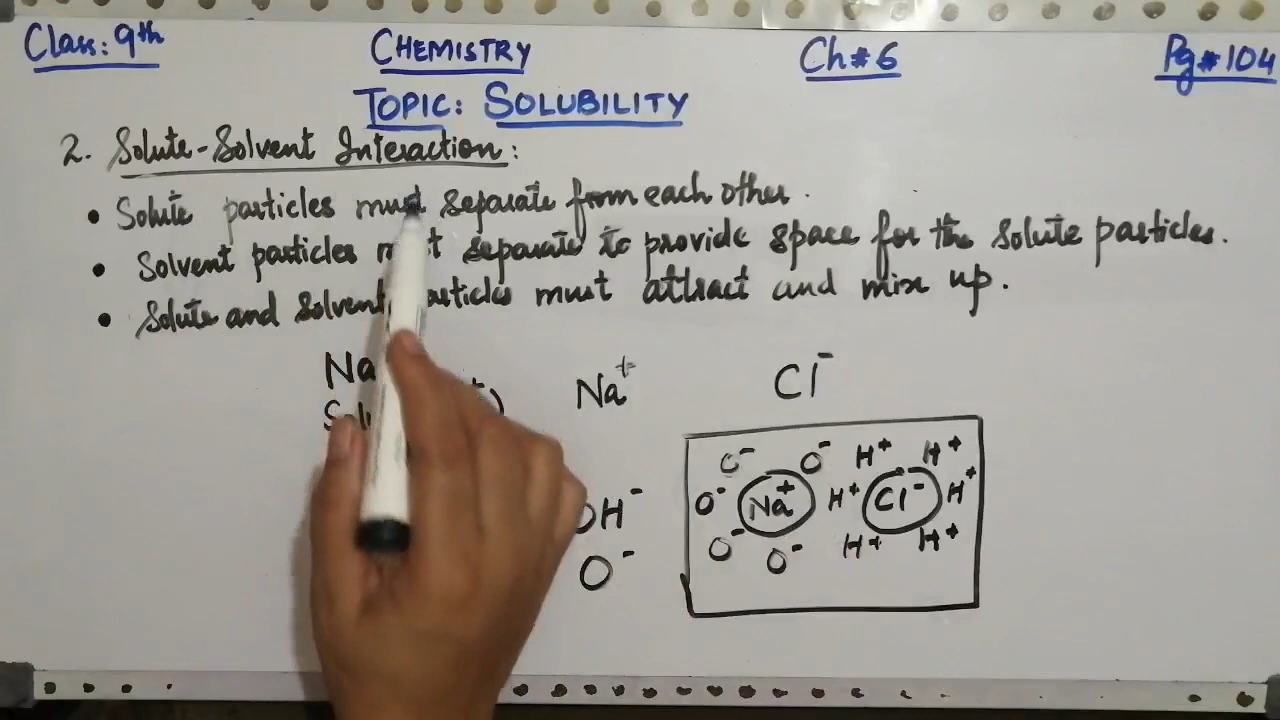 Class: 9th CHEMISTRY Ch#6 Pg#104
TOPIC: SOLUBILITY
2. Solute-Solvent Interaction:
• Solute particles must separate from each other.
• Solvent particles separate to provide space for the solute particles.
• Solute and Solvent must attract and mix up.
Na Na+ Cl-
O- O- H+ H+
O- Na+ H+ Cl- H+
OH- O- O- H+ H+
O-